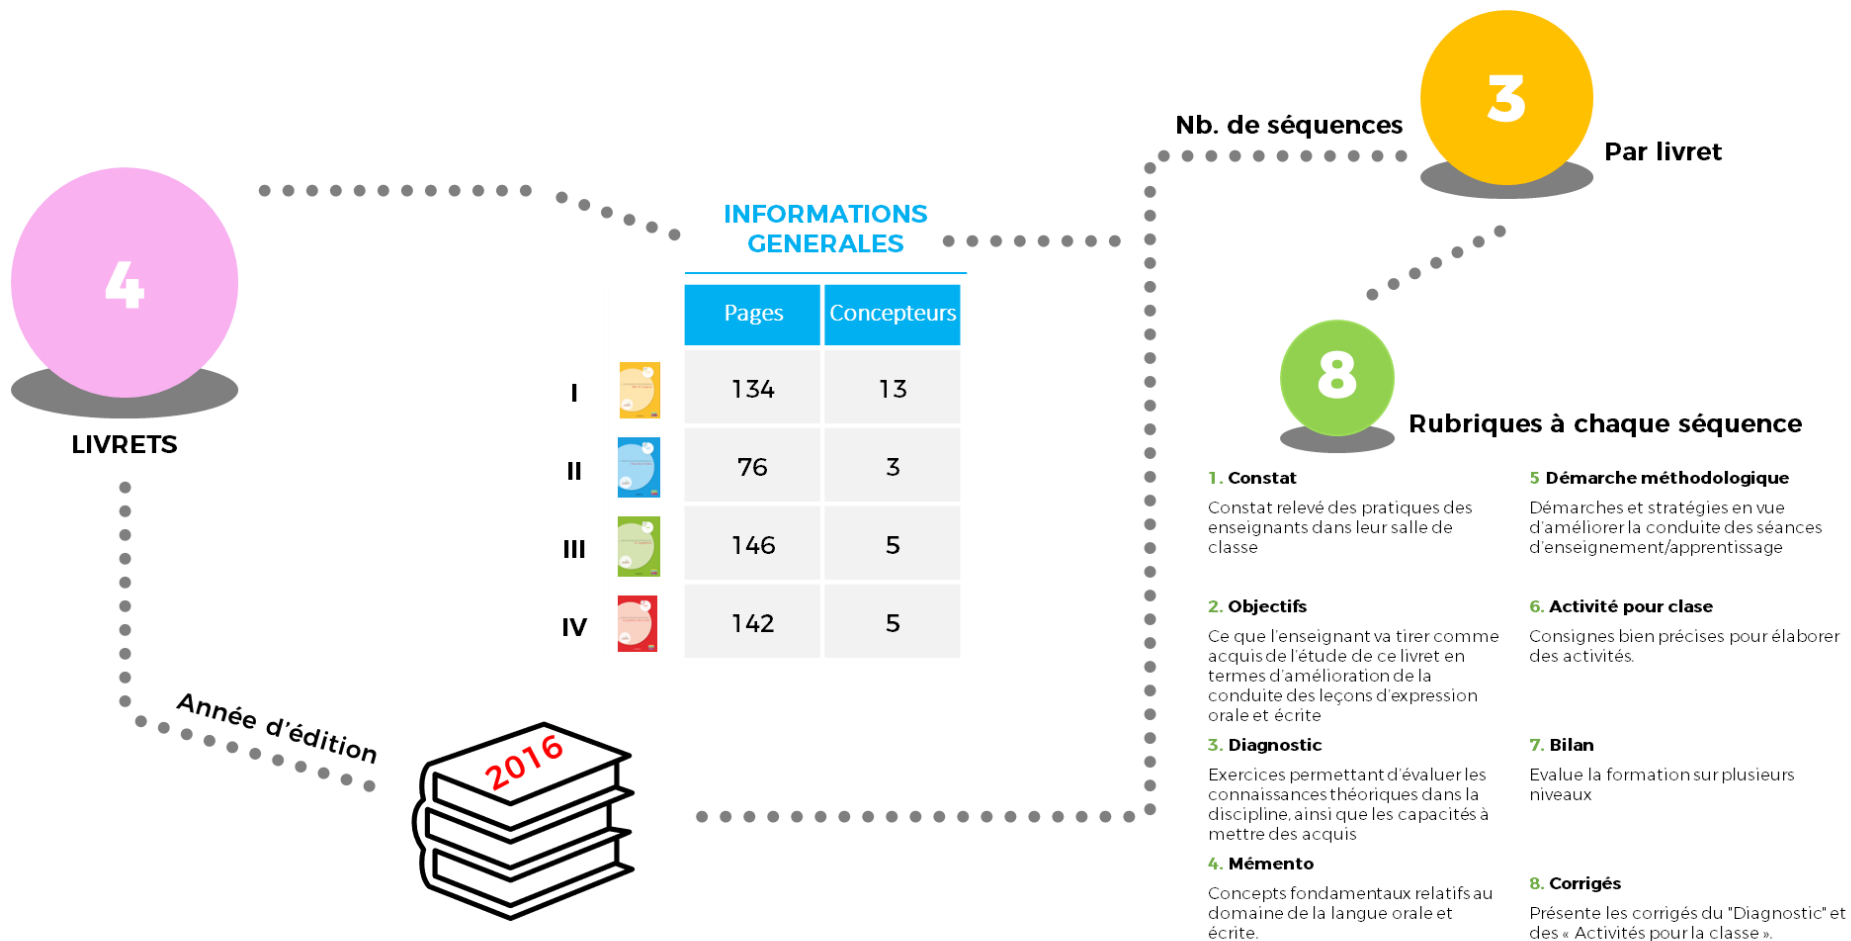 4
LIVRETS
Année d'édition
2016
INFORMATIONS
GENERALES
Pages Concepteurs
I 134 13
II 76 3
III 146 5
IV 142 5
Nb. de séquences
3
Par livret
8
Rubriques à chaque séquence
1. Constat
Constat relevé des pratiques des
enseignants dans leur salle de
classe
2. Objectifs
Ce que l'enseignant va tirer comme
acquis de l'étude de ce livret en
termes d'amélioration de la
conduite des leçons d'expression
orale et écrite
3. Diagnostic
Exercices permettant d'évaluer les
connaissances théoriques dans la
discipline, ainsi que les capacités à
mettre des acquis
4. Mémento
Concepts fondamentaux relatifs au
domaine de la langue orale et
écrite.
5 Démarche méthodologique
Démarches et stratégies en vue
d'améliorer la conduite des séances
d'enseignement/apprentissage
6. Activité pour clase
Consignes bien précises pour élaborer
des activités.
7. Bilan
Evalue la formation sur plusieurs
niveaux
8. Corrigés
Présente les corrigés du "Diagnostic" et
des « Activités pour la classe ».